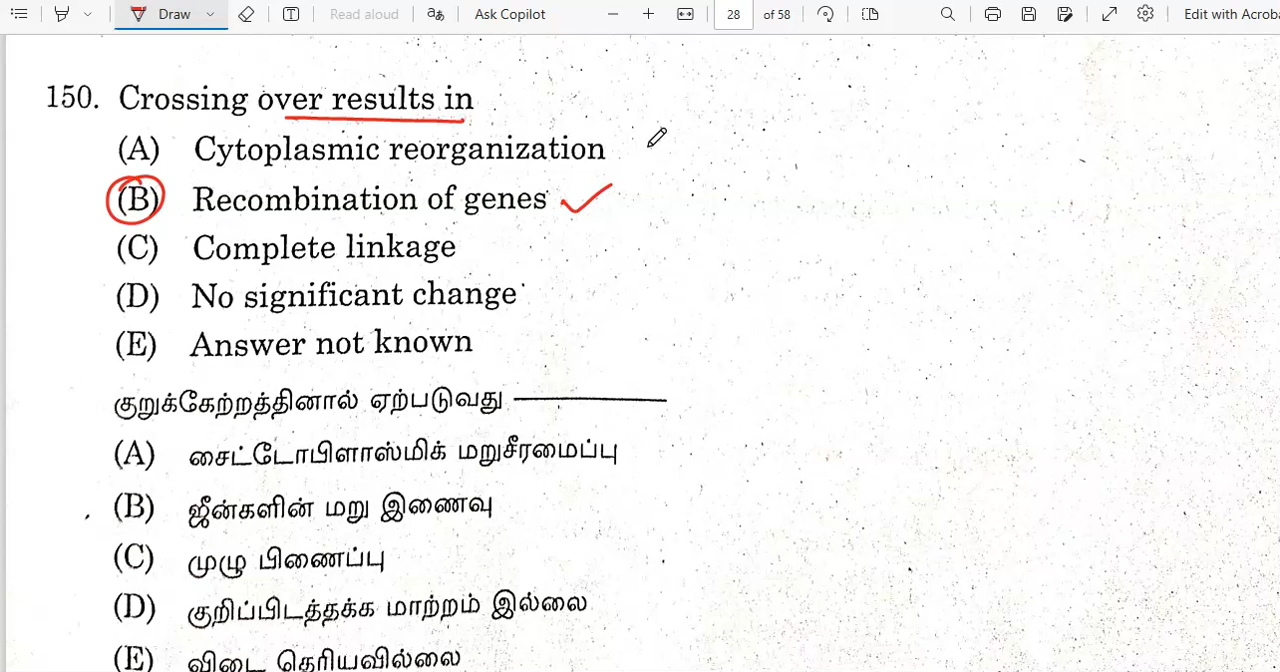 Draw
Read aloud
aあ
Ask Copilot
28
of 58
Edit with Acroba
150. Crossing over results in
(A) Cytoplasmic reorganization
(B) Recombination of genes
(C) Complete linkage
(D) No significant change
(E) Answer not known
குறுக்கேற்றத்தினால் ஏற்படுவது
(A) சைட்டோபிளாஸ்மிக் மறுசீரமைப்பு
(B) ஜீன்களின் மறு இணைவு
(C) முழு பிணைப்பு
(D) குறிப்பிடத்தக்க மாற்றம் இல்லை
(E) விடை தெரியவில்லை